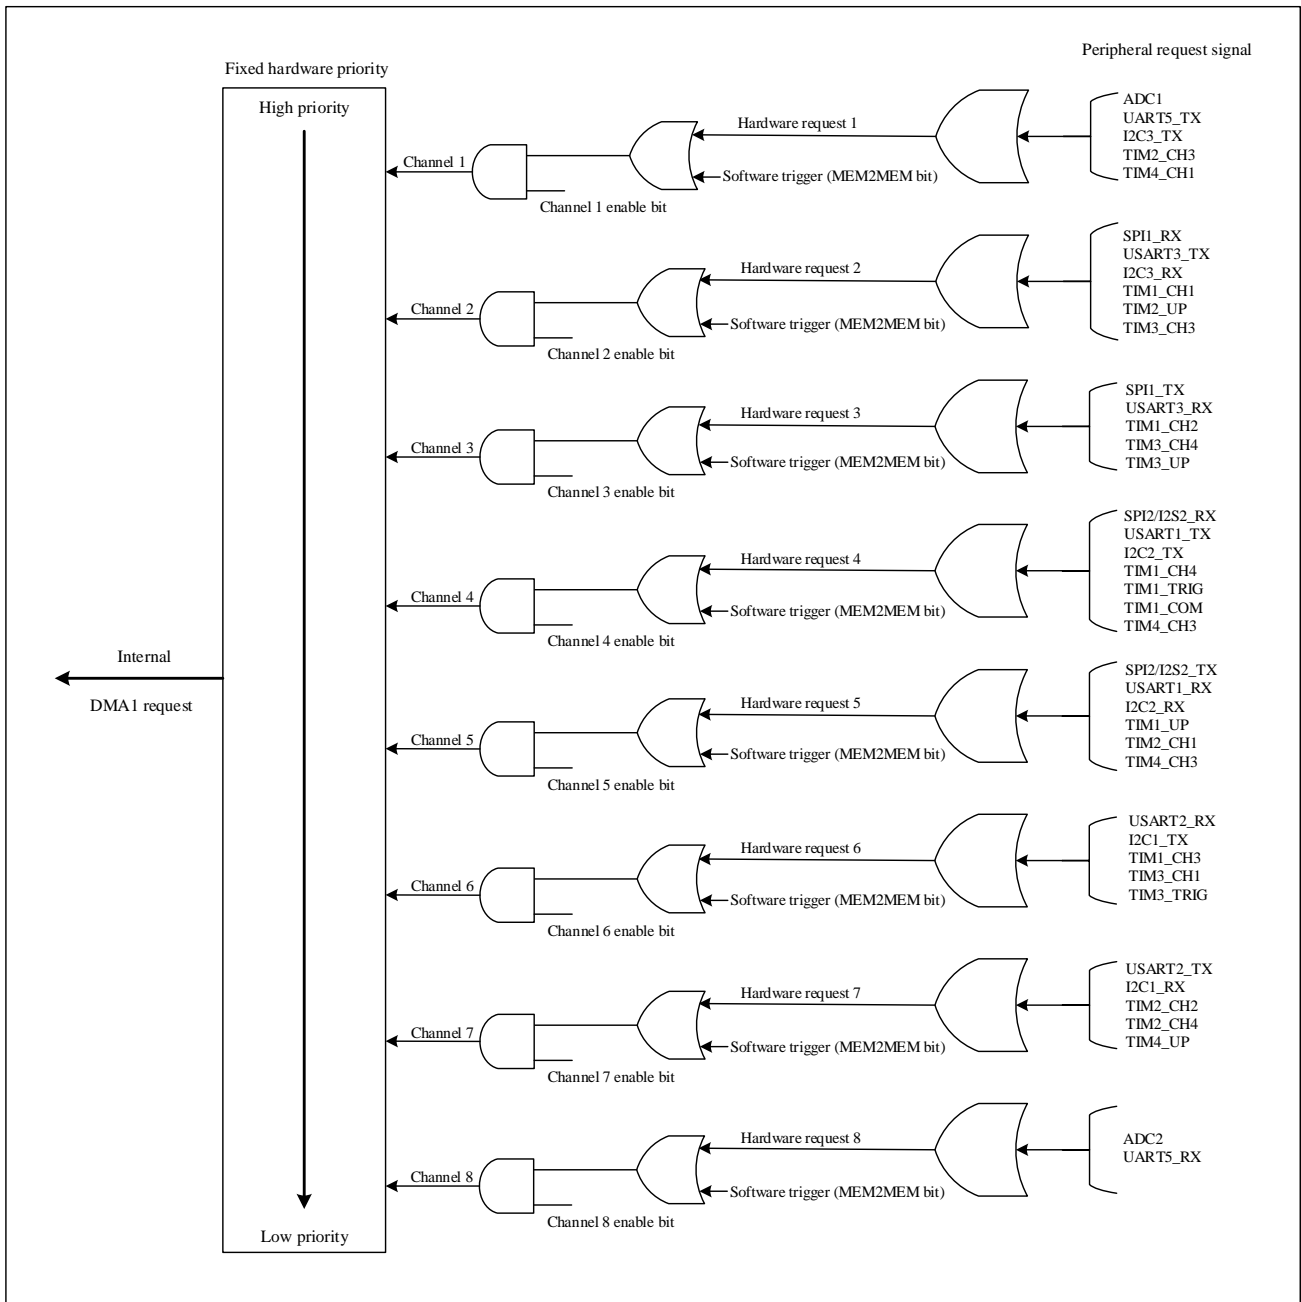 Peripheral request signal
Fixed hardware priority
High priority
ADC1
UART5_TX
I2C3_TX
TIM2_CH3
TIM4_CH1
Hardware request 1
Channel 1
Software trigger (MEM2MEM bit)
Channel 1 enable bit
SPI1_RX
USART3_TX
I2C3_RX
TIM1_CH1
TIM2_UP
TIM3_CH3
Hardware request 2
Channel 2
Software trigger (MEM2MEM bit)
Channel 2 enable bit
SPI1_TX
USART3_RX
TIM1_CH2
TIM3_CH4
TIM3_UP
Hardware request 3
Channel 3
Software trigger (MEM2MEM bit)
Channel 3 enable bit
SPI2/I2S2_RX
USART1_TX
I2C2_TX
TIM1_CH4
TIM1_TRIG
TIM1_COM
TIM4_CH3
Hardware request 4
Channel 4
Software trigger (MEM2MEM bit)
Channel 4 enable bit
Internal
DMA1 request
SPI2/I2S2_TX
USART1_RX
I2C2_RX
TIM1_UP
TIM2_CH1
TIM4_CH3
Hardware request 5
Channel 5
Software trigger (MEM2MEM bit)
Channel 5 enable bit
USART2_RX
I2C1_TX
TIM1_CH3
TIM3_CH1
TIM3_TRIG
Hardware request 6
Channel 6
Software trigger (MEM2MEM bit)
Channel 6 enable bit
USART2_TX
I2C1_RX
TIM2_CH2
TIM2_CH4
TIM4_UP
Hardware request 7
Channel 7
Software trigger (MEM2MEM bit)
Channel 7 enable bit
ADC2
UART5_RX
Hardware request 8
Channel 8
Software trigger (MEM2MEM bit)
Channel 8 enable bit
Low priority